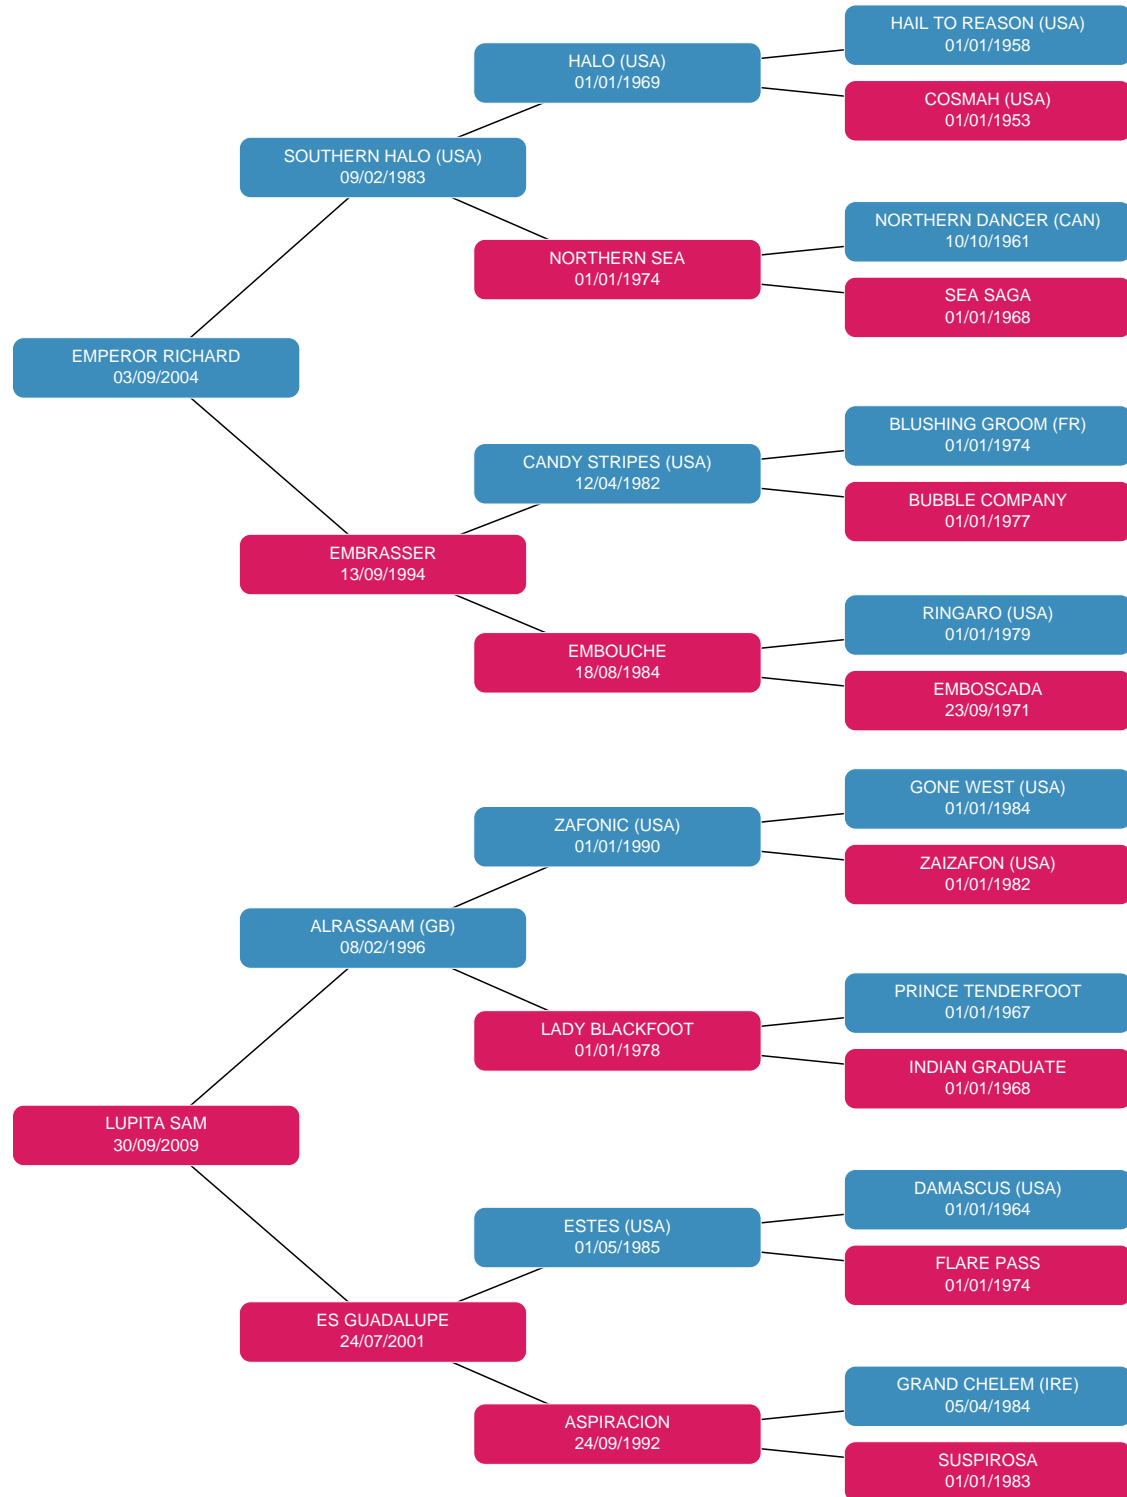 HAIL TO REASON (USA)
01/01/1958
HALO (USA)
01/01/1969
COSMAH (USA)
01/01/1953
SOUTHERN HALO (USA)
09/02/1983
NORTHERN DANCER (CAN)
10/10/1961
NORTHERN SEA
01/01/1974
SEA SAGA
01/01/1968
EMPEROR RICHARD
03/09/2004
BLUSHING GROOM (FR)
01/01/1974
CANDY STRIPES (USA)
12/04/1982
BUBBLE COMPANY
01/01/1977
EMBRASSER
13/09/1994
RINGARO (USA)
01/01/1979
EMBOUCHE
18/08/1984
EMBOSCADA
23/09/1971
GONE WEST (USA)
01/01/1984
ZAFONIC (USA)
01/01/1990
ZAIZAFON (USA)
01/01/1982
ALRASSAAM (GB)
08/02/1996
PRINCE TENDERFOOT
01/01/1967
LADY BLACKFOOT
01/01/1978
INDIAN GRADUATE
01/01/1968
LUPITA SAM
30/09/2009
DAMASCUS (USA)
01/01/1964
ESTES (USA)
01/05/1985
FLARE PASS
01/01/1974
ES GUADALUPE
24/07/2001
GRAND CHELEM (IRE)
05/04/1984
ASPIRACION
24/09/1992
SUSPIROSA
01/01/1983